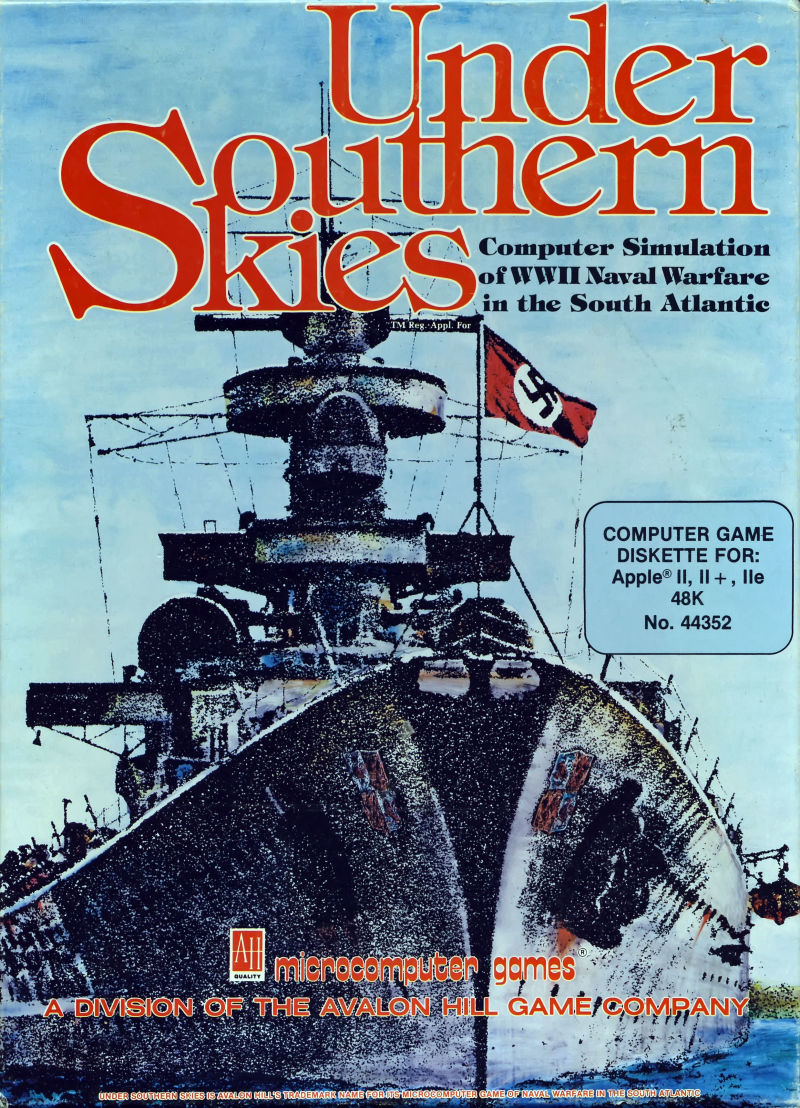 Under
Southern
Skies
Computer Simulation
of WWII Naval Warfare
in the South Atlantic
TM Reg. Appl. For
COMPUTER GAME
DISKETTE FOR:
Apple® II, II+, IIe
48K
No. 44352
AH
QUALITY
microcomputer games®
A DIVISION OF THE AVALON HILL GAME COMPANY
UNDER SOUTHERN SKIES IS AVALON HILL'S TRADEMARK NAME FOR ITS MICROCOMPUTER GAME OF NAVAL WARFARE IN THE SOUTH ATLANTIC